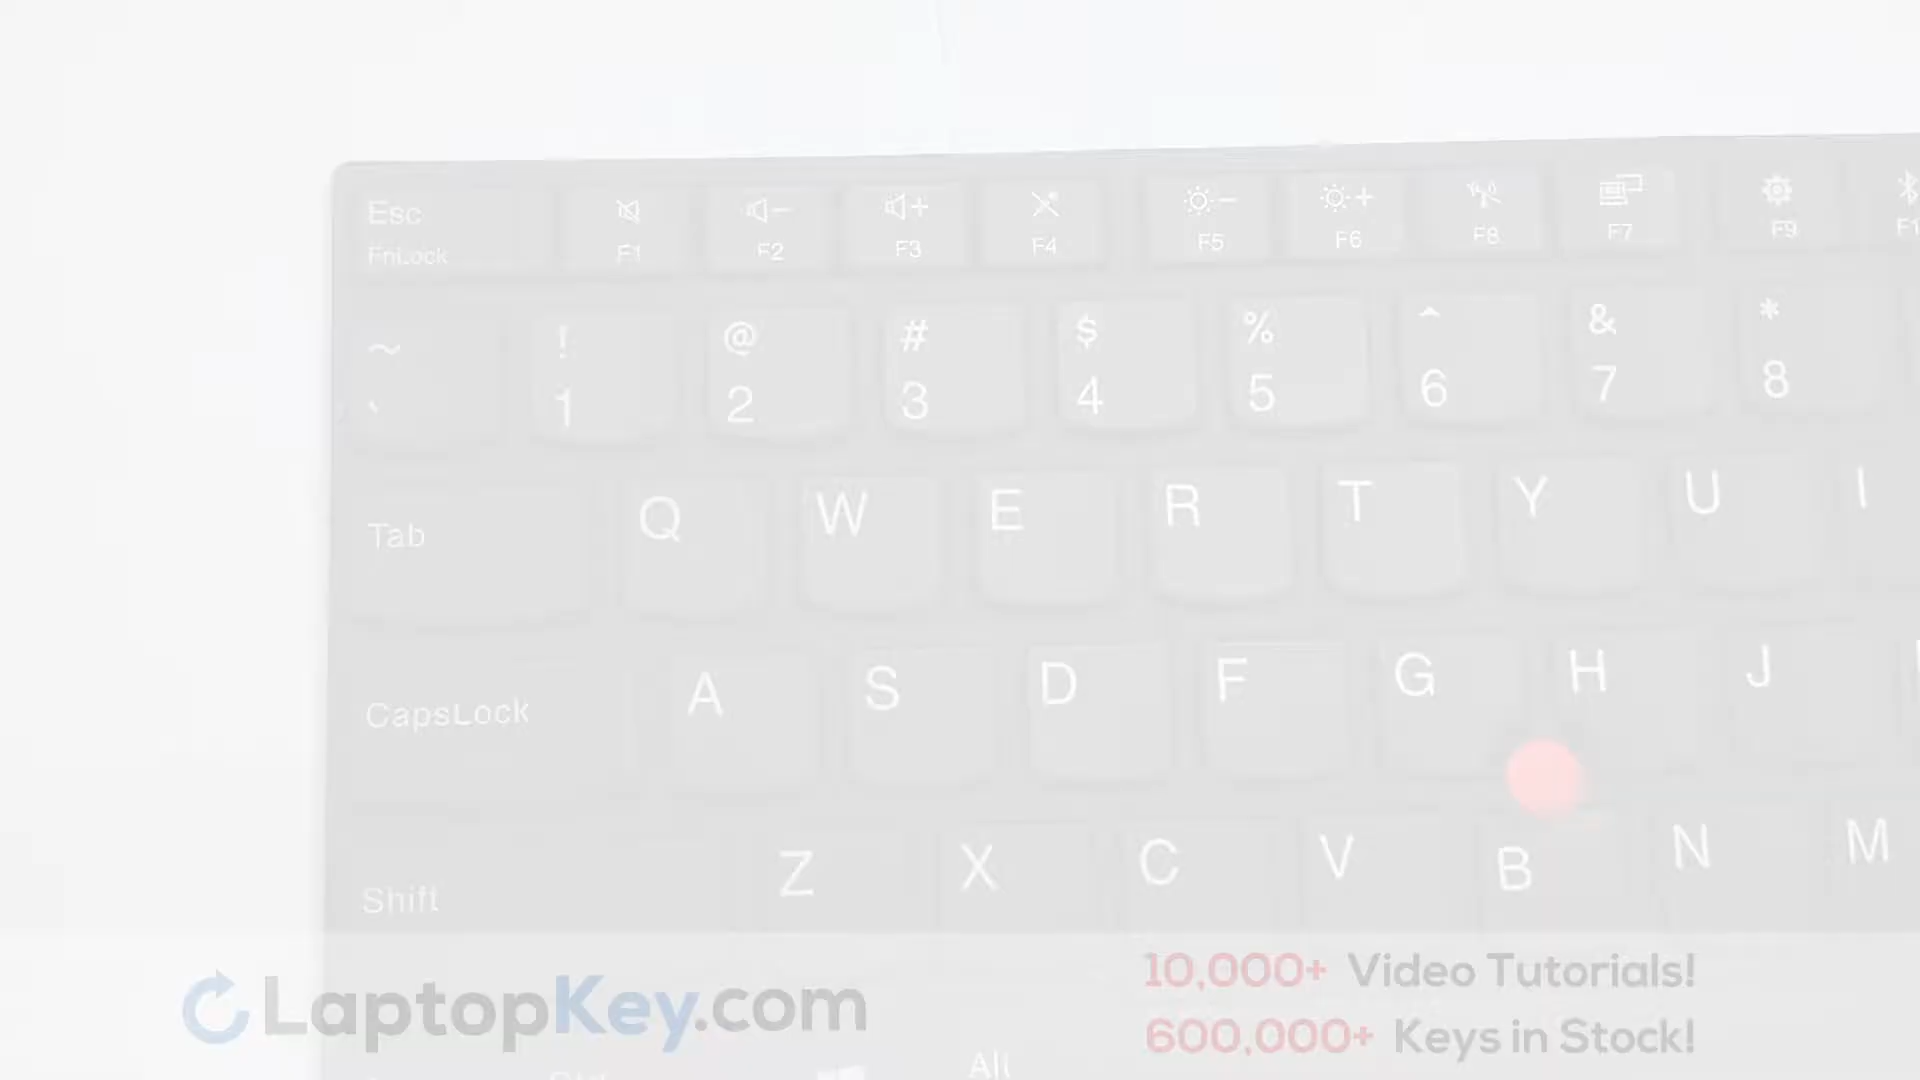 Esc
FnLock
F1 F2 F3 F4 F5 F6 F8 F7 F9
~ ! @ # $ % ^ & *
` 1 2 3 4 5 6 7 8
Tab Q W E R T Y U I
CapsLock A S D F G H J
Shift Z X C V B N M
Alt
LaptopKey.com
10,000+ Video Tutorials!
600,000+ Keys in Stock!